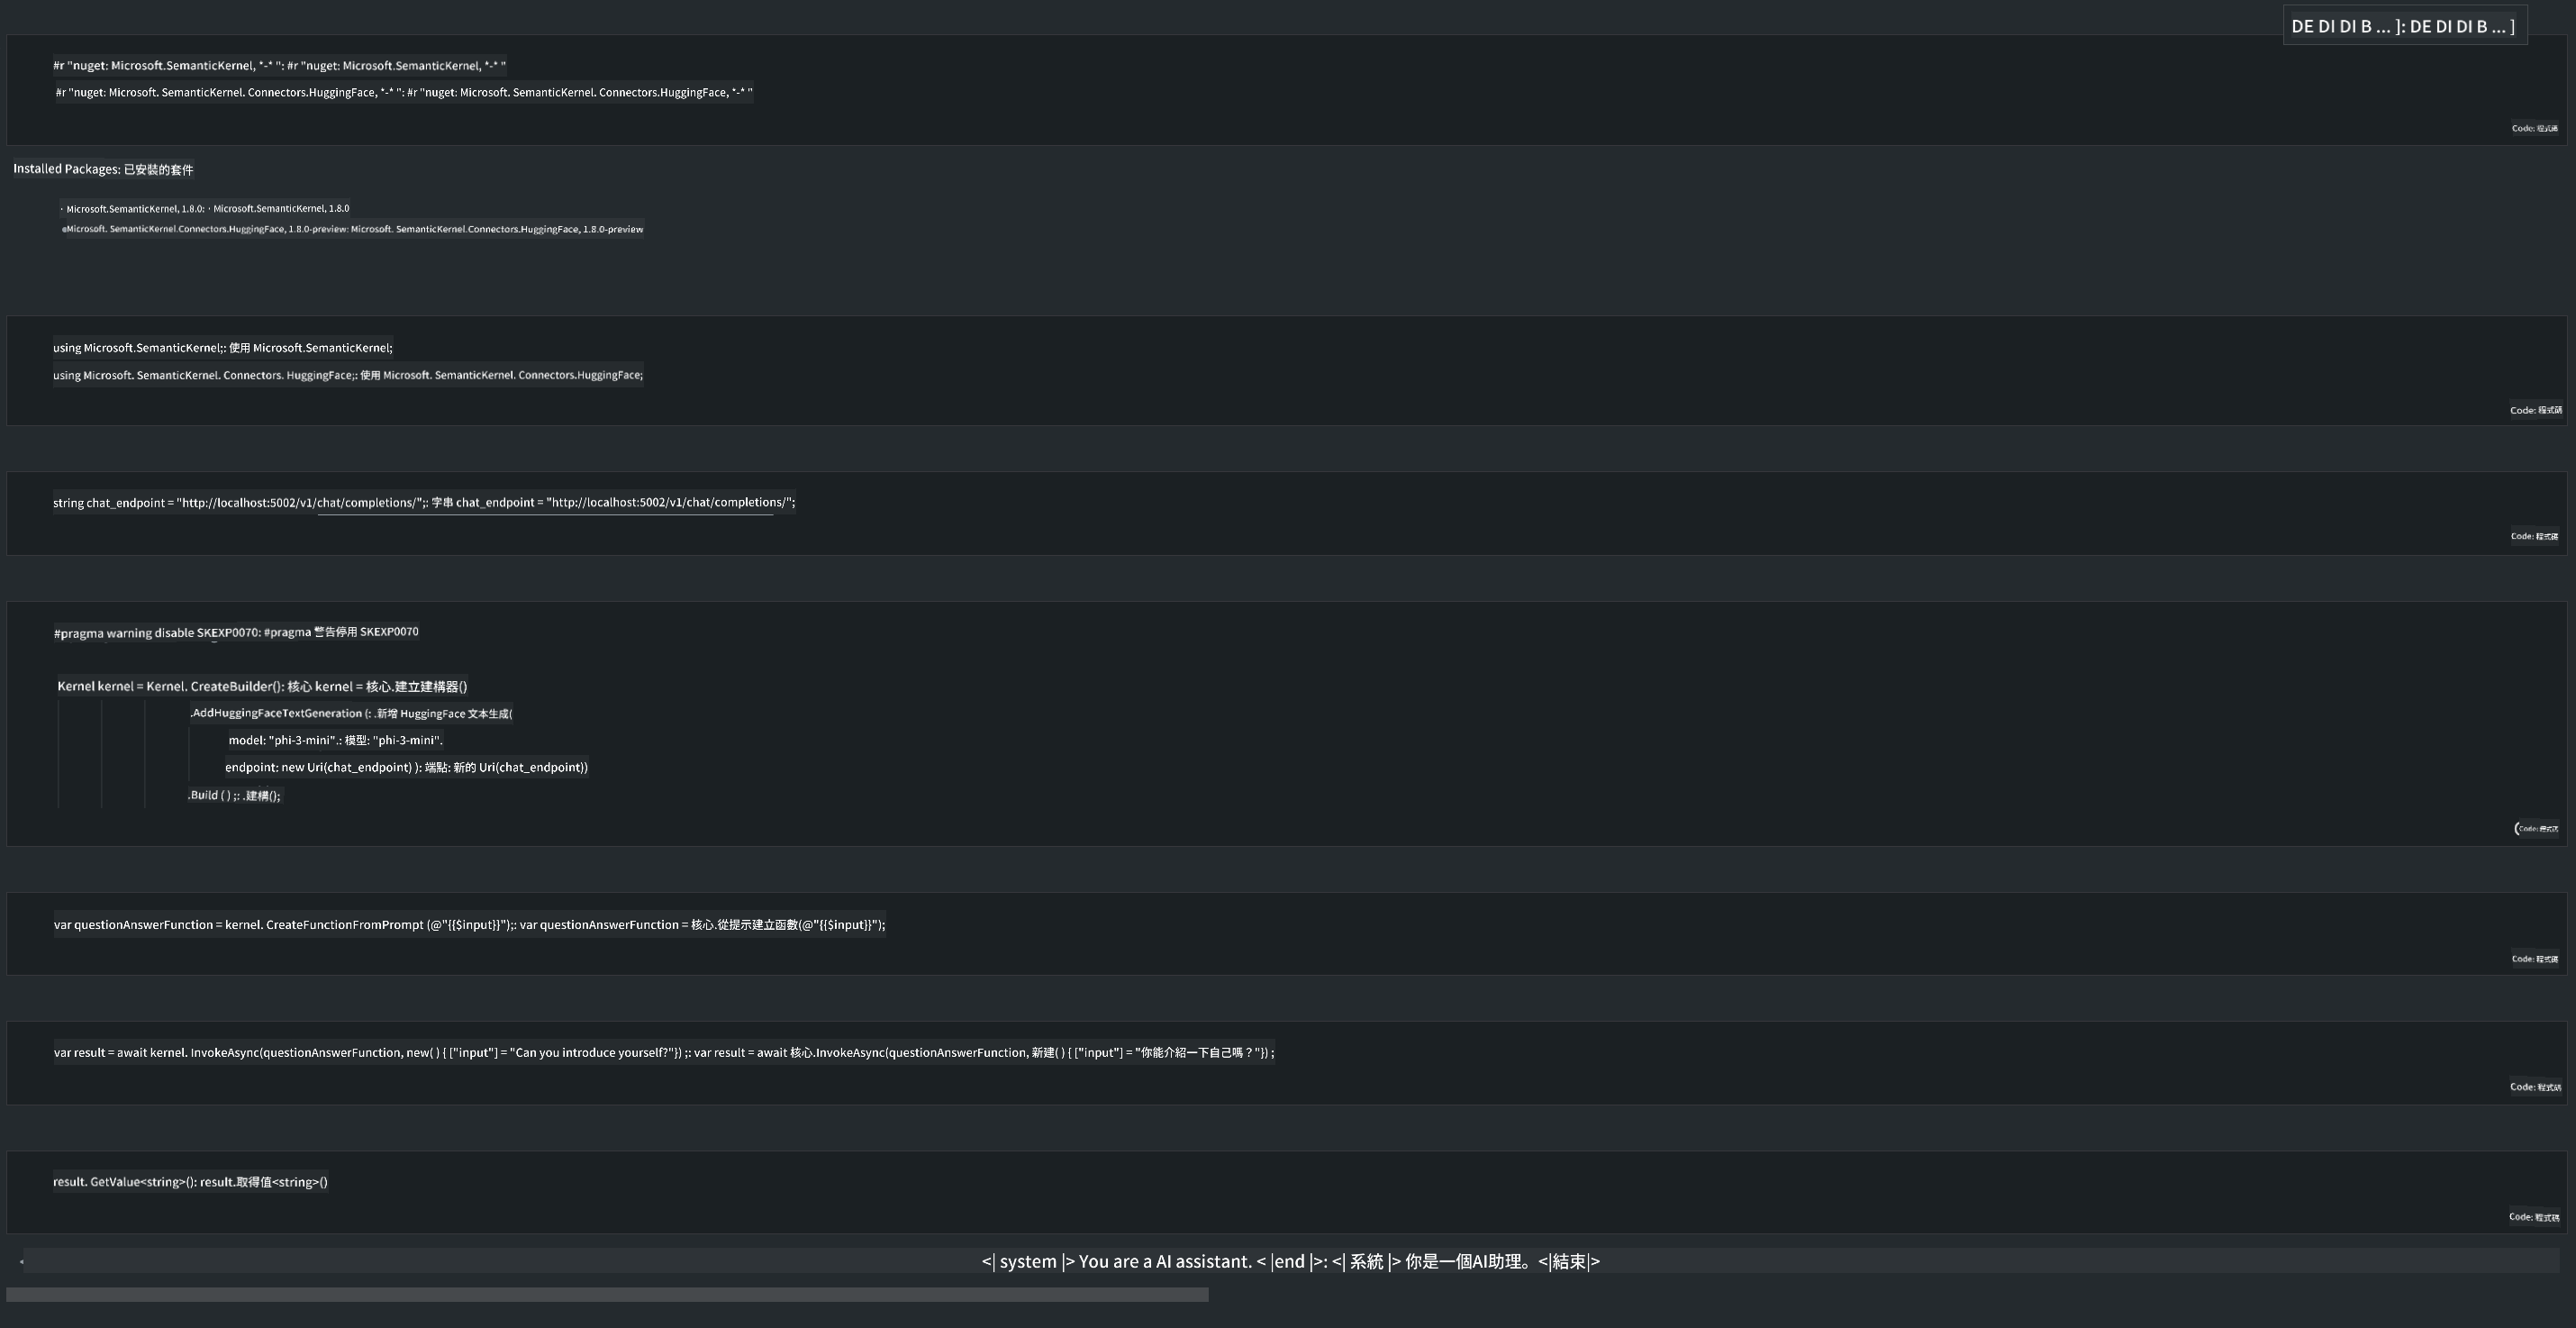 DE DI DI B ... ]: DE DI DI B ... ]
#r "nuget: Microsoft.SemanticKernel, *-* ": #r "nuget: Microsoft.SemanticKernel, *-* "
#r "nuget: Microsoft. SemanticKernel. Connectors.HuggingFace, *-* ": #r "nuget: Microsoft. SemanticKernel. Connectors.HuggingFace, *-* "
Code: 程式碼
Installed Packages: 已安裝的套件
· Microsoft.SemanticKernel, 1.8.0: · Microsoft.SemanticKernel, 1.8.0
Microsoft. SemanticKernel.Connectors.HuggingFace, 1.8.0-preview: Microsoft. SemanticKernel.Connectors.HuggingFace, 1.8.0-preview
using Microsoft.SemanticKernel;: 使用 Microsoft.SemanticKernel;
using Microsoft. SemanticKernel. Connectors. HuggingFace;: 使用 Microsoft. SemanticKernel. Connectors.HuggingFace;
Code: 程式碼
string chat_endpoint = "http://localhost:5002/v1/chat/completions/";: 字串 chat_endpoint = "http://localhost:5002/v1/chat/completions/";
Code: 程式碼
#pragma warning disable SKEXP0070: #pragma 警告停用 SKEXP0070
Kernel kernel = Kernel. CreateBuilder(): 核心 kernel = 核心.建立建構器()
.AddHuggingFaceTextGeneration (: .新增 HuggingFace 文本生成(
model: "phi-3-mini".: 模型: "phi-3-mini".
endpoint: new Uri(chat_endpoint) ): 端點: 新的 Uri(chat_endpoint))
.Build ( ) ;: .建構();
Code: 程式碼
var questionAnswerFunction = kernel. CreateFunctionFromPrompt (@"{{$input}}");: var questionAnswerFunction = 核心.從提示建立函數(@"{{$input}}");
Code: 程式碼
var result = await kernel. InvokeAsync(questionAnswerFunction, new( ) { ["input"] = "Can you introduce yourself?"}) ;: var result = await 核心.InvokeAsync(questionAnswerFunction, 新建( ) { ["input"] = "你能介紹一下自己嗎？"}) ;
Code: 程式碼
result. GetValue<string>(): result.取得值<string>()
Code: 程式碼
<| system |> You are a AI assistant. < |end |>: <| 系統 |> 你是一個AI助理。<|結束|>